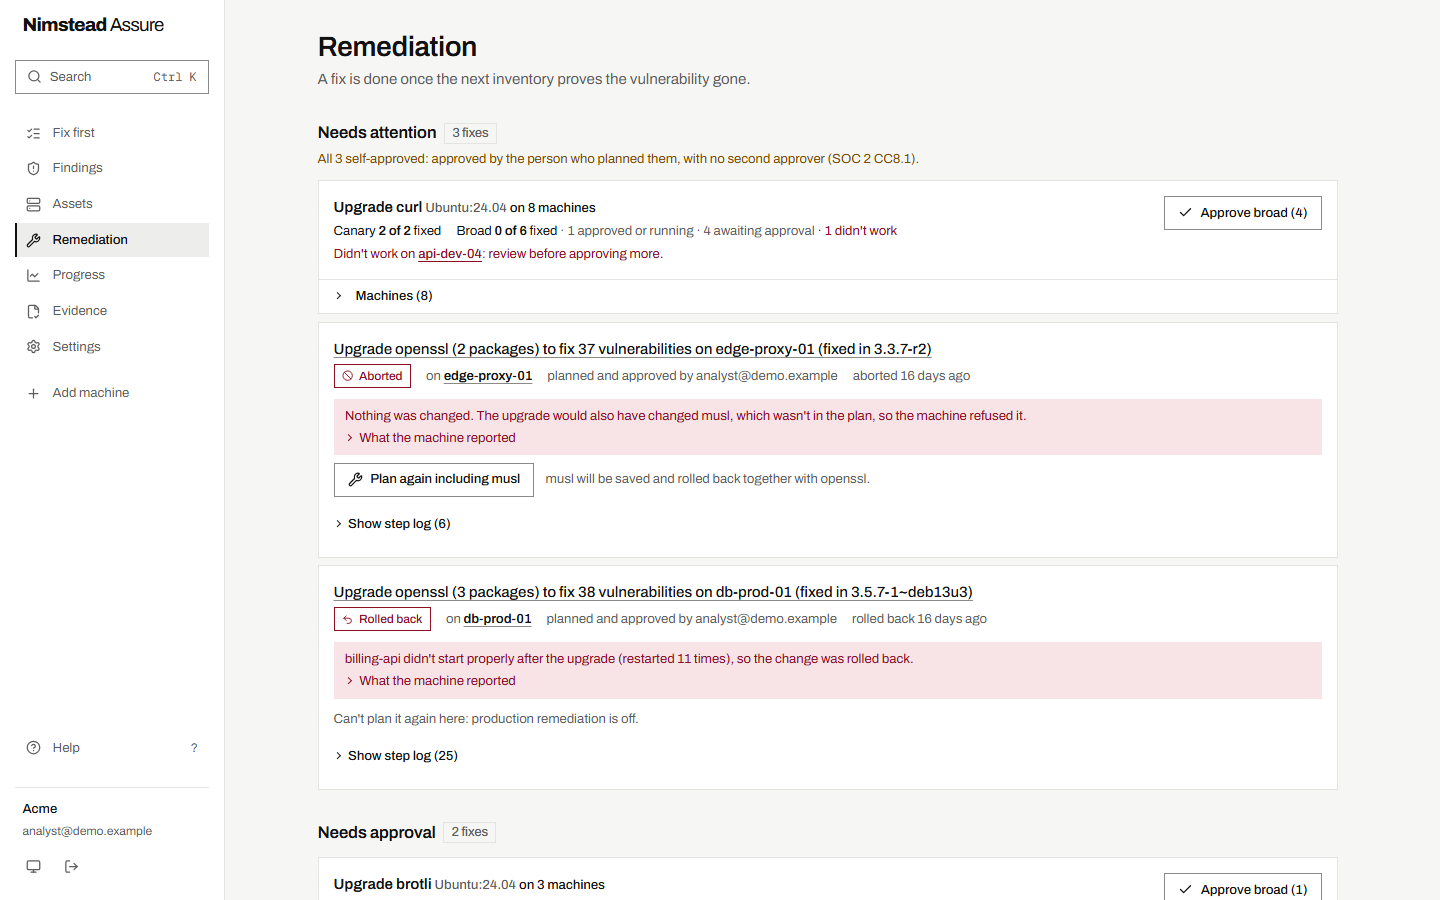 Nimstead Assure
Search Ctrl K
Fix first
Findings
Assets
Remediation
Progress
Evidence
Settings
Add machine
Help ?
Acme
analyst@demo.example
Remediation
A fix is done once the next inventory proves the vulnerability gone.
Needs attention 3 fixes
All 3 self-approved: approved by the person who planned them, with no second approver (SOC 2 CC8.1).
Upgrade curl Ubuntu:24.04 on 8 machines
Approve broad (4)
Canary 2 of 2 fixed Broad 0 of 6 fixed · 1 approved or running · 4 awaiting approval · 1 didn't work
Didn't work on api-dev-04: review before approving more.
Machines (8)
Upgrade openssl (2 packages) to fix 37 vulnerabilities on edge-proxy-01 (fixed in 3.3.7-r2)
Aborted on edge-proxy-01 planned and approved by analyst@demo.example aborted 16 days ago
Nothing was changed. The upgrade would also have changed musl, which wasn't in the plan, so the machine refused it.
What the machine reported
Plan again including musl musl will be saved and rolled back together with openssl.
Show step log (6)
Upgrade openssl (3 packages) to fix 38 vulnerabilities on db-prod-01 (fixed in 3.5.7-1~deb13u3)
Rolled back on db-prod-01 planned and approved by analyst@demo.example rolled back 16 days ago
billing-api didn't start properly after the upgrade (restarted 11 times), so the change was rolled back.
What the machine reported
Can't plan it again here: production remediation is off.
Show step log (25)
Needs approval 2 fixes
Upgrade brotli Ubuntu:24.04 on 3 machines
Approve broad (1)